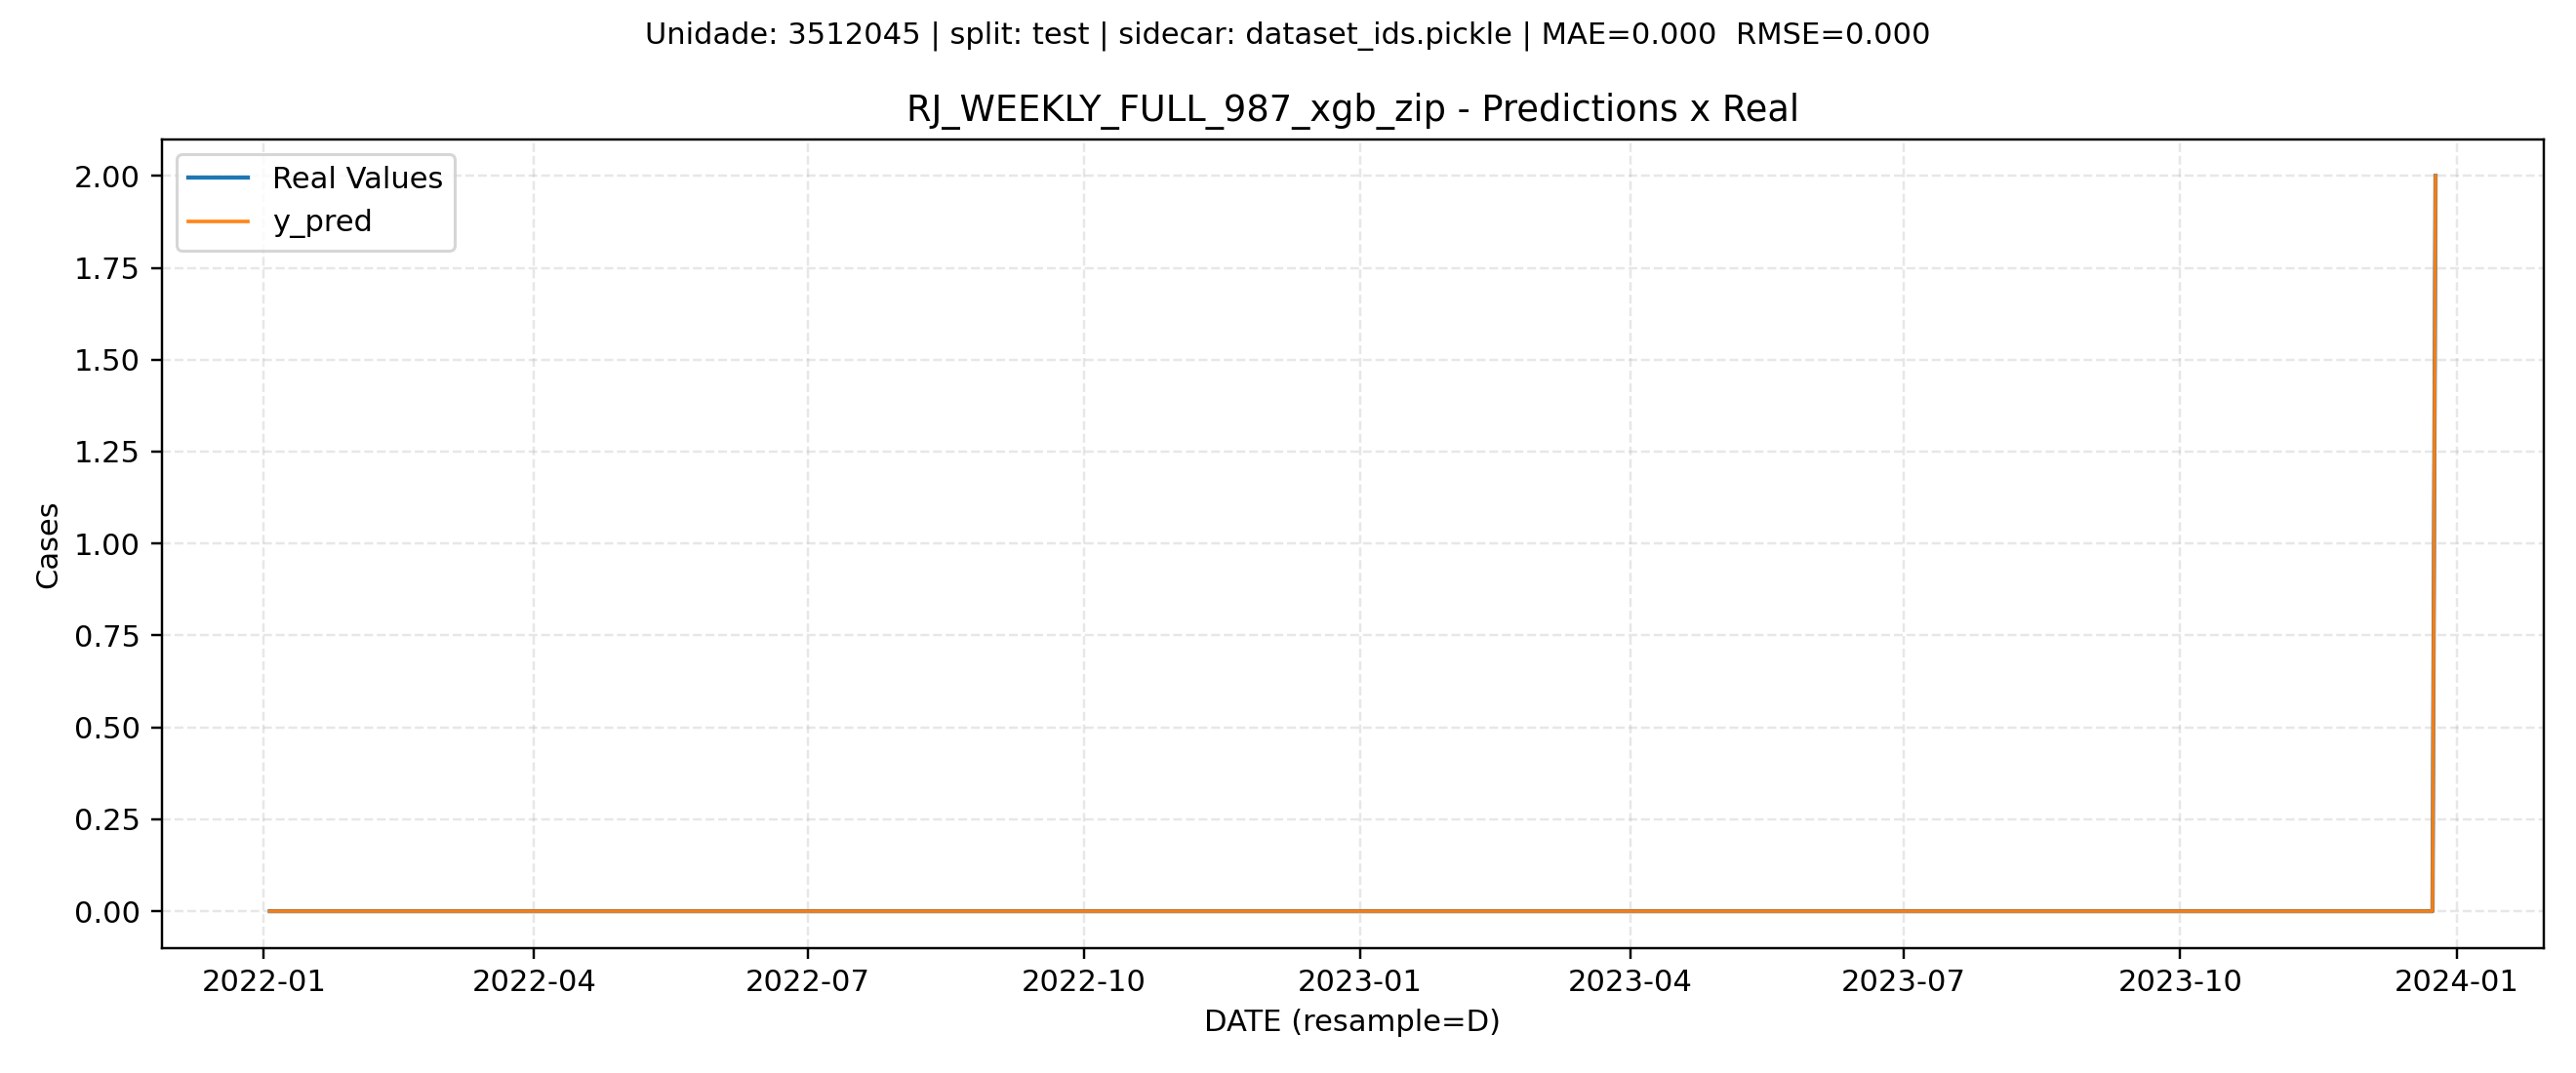 Unidade: 3512045 | split: test | sidecar: dataset_ids.pickle | MAE=0.000  RMSE=0.000
RJ_WEEKLY_FULL_987_xgb_zip - Predictions x Real
Real Values
y_pred
2.00
1.75
1.50
1.25
1.00
0.75
0.50
0.25
0.00
Cases
2022-01 2022-04 2022-07 2022-10 2023-01 2023-04 2023-07 2023-10 2024-01
DATE (resample=D)